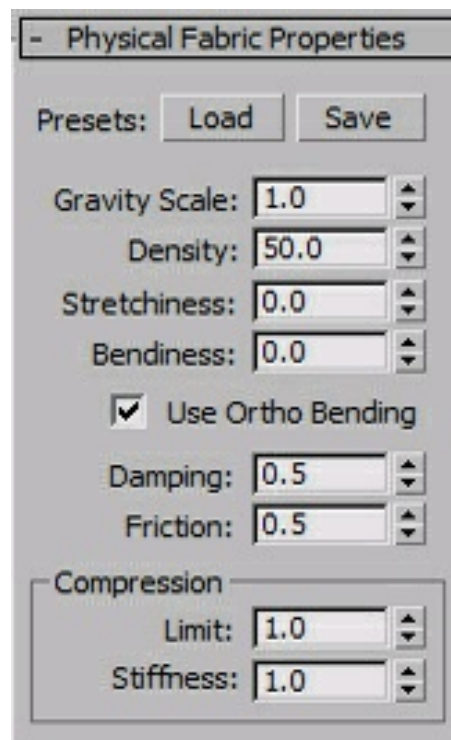 - Physical Fabric Properties
Presets: Load Save
Gravity Scale: 1.0
Density: 50.0
Stretchiness: 0.0
Bendiness: 0.0
Use Ortho Bending
Damping: 0.5
Friction: 0.5
Compression
Limit: 1.0
Stiffness: 1.0